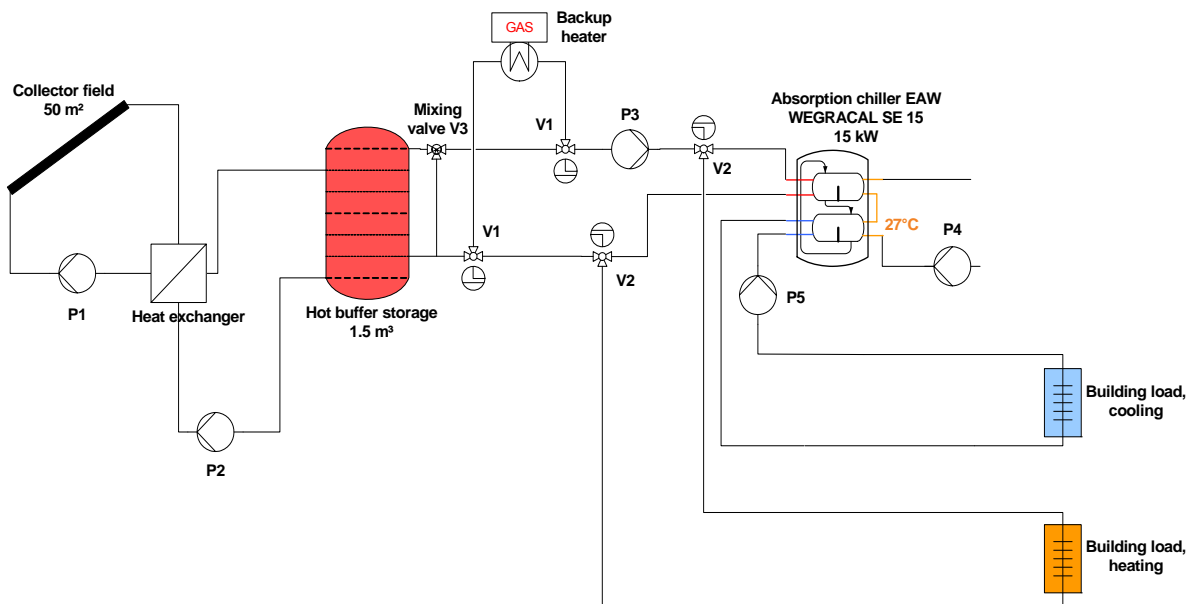 Backup
heater
GAS
Collector field
50 m²
Mixing
valve V3
V1
P3
Absorption chiller EAW
WEGRACAL SE 15
15 kW
V2
27°C
P4
V1
V2
P5
P1
Heat exchanger
Hot buffer storage
1.5 m³
P2
Building load,
cooling
Building load,
heating